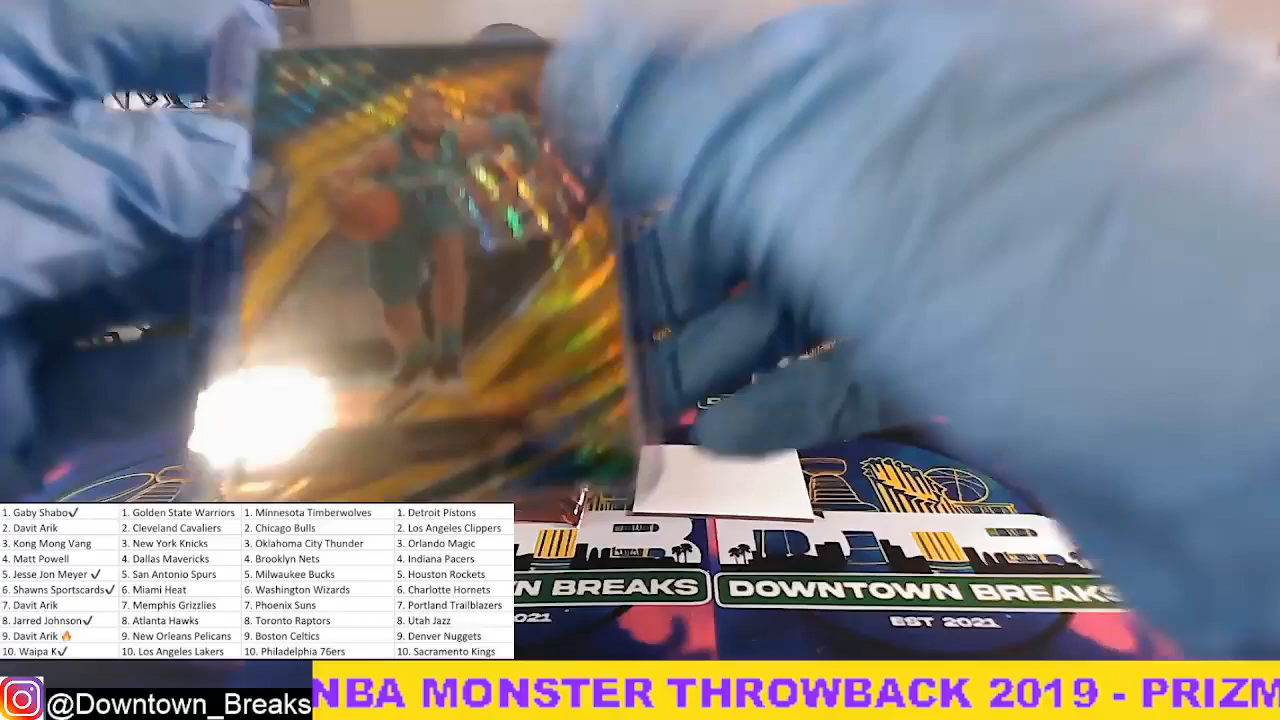 1. Gaby Shabo✓ 1. Golden State Warriors 1. Minnesota Timberwolves 1. Detroit Pistons
2. Davit Arik 2. Cleveland Cavaliers 2. Chicago Bulls 2. Los Angeles Clippers
3. Kong Mong Vang 3. New York Knicks 3. Oklahoma City Thunder 3. Orlando Magic
4. Matt Powell 4. Dallas Mavericks 4. Brooklyn Nets 4. Indiana Pacers
5. Jesse Jon Meyer ✓ 5. San Antonio Spurs 5. Milwaukee Bucks 5. Houston Rockets
6. Shawns Sportscards✓ 6. Miami Heat 6. Washington Wizards 6. Charlotte Hornets
7. Davit Arik 7. Memphis Grizzlies 7. Phoenix Suns 7. Portland Trailblazers
8. Jarred Johnson✓ 8. Atlanta Hawks 8. Toronto Raptors 8. Utah Jazz
9. Davit Arik 🔥 9. New Orleans Pelicans 9. Boston Celtics 9. Denver Nuggets
10. Waipa K✓ 10. Los Angeles Lakers 10. Philadelphia 76ers 10. Sacramento Kings
N BREAKS
2021
DOWNTOWN BREAKS
EST 2021
@Downtown_Breaks
NBA MONSTER THROWBACK 2019 - PRIZM